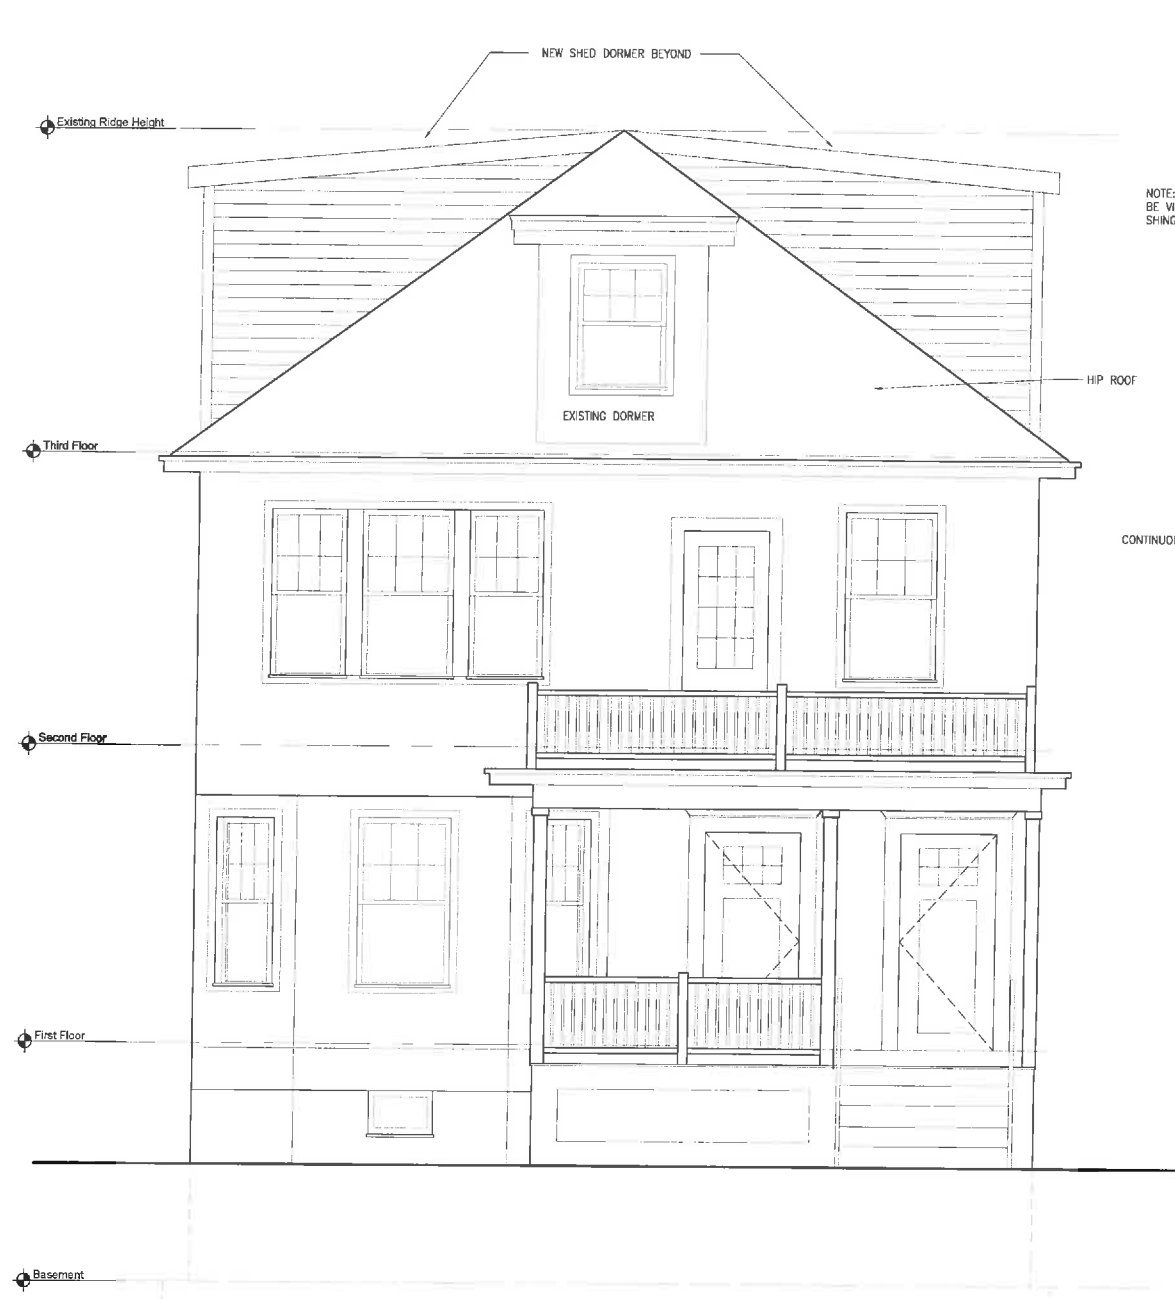 NEW SHED DORMER BEYOND
Existing Ridge Height
NOTE:
BE VI
SHING
HIP ROOF
EXISTING DORMER
Third Floor
CONTINUO
Second Floor
First Floor
Basement